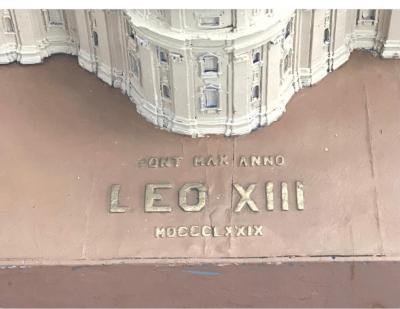 PONT MAX ANNO
LEO XIII
MDCCCLXXIX